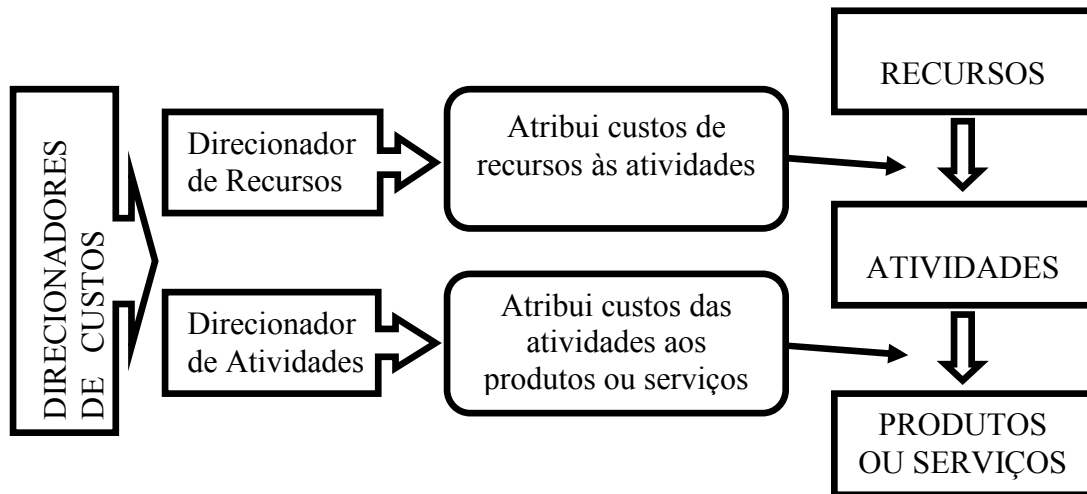 DIRECIONADORES
DE CUSTOS
Direcionador
de Recursos
Atribui custos de
recursos às atividades
RECURSOS
Direcionador
de Atividades
Atribui custos das
atividades aos
produtos ou serviços
ATIVIDADES
PRODUTOS
OU SERVIÇOS